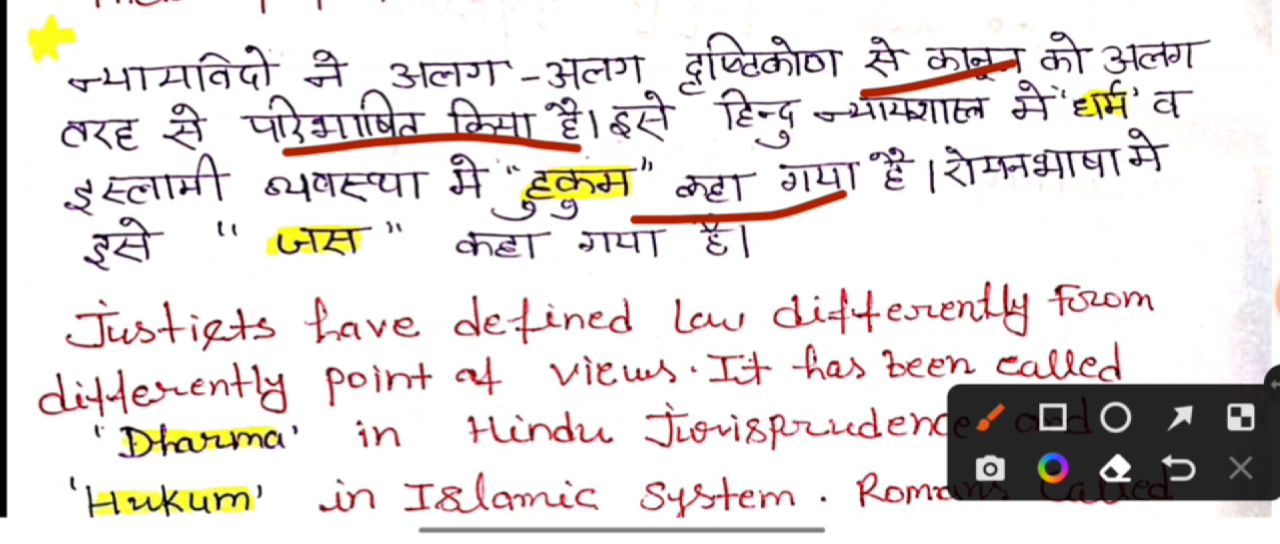 न्यायविदो ने अलग -अलग दृष्टिकोण से कानून को अलग
तरह से परिभाषित किया है। इसे हिन्दु न्यायशास्त्र मे "धर्म' व
इस्लामी व्यवस्था मे "हुकुम" कहा गया है। रोमनभाषा मे
इसे "जस" कहा गया है।
have defined law differently from
differently point of views. It has been called
'Dharma' in Hindu Jurisprudence and
'Hukum' in Islamic System. Romans called